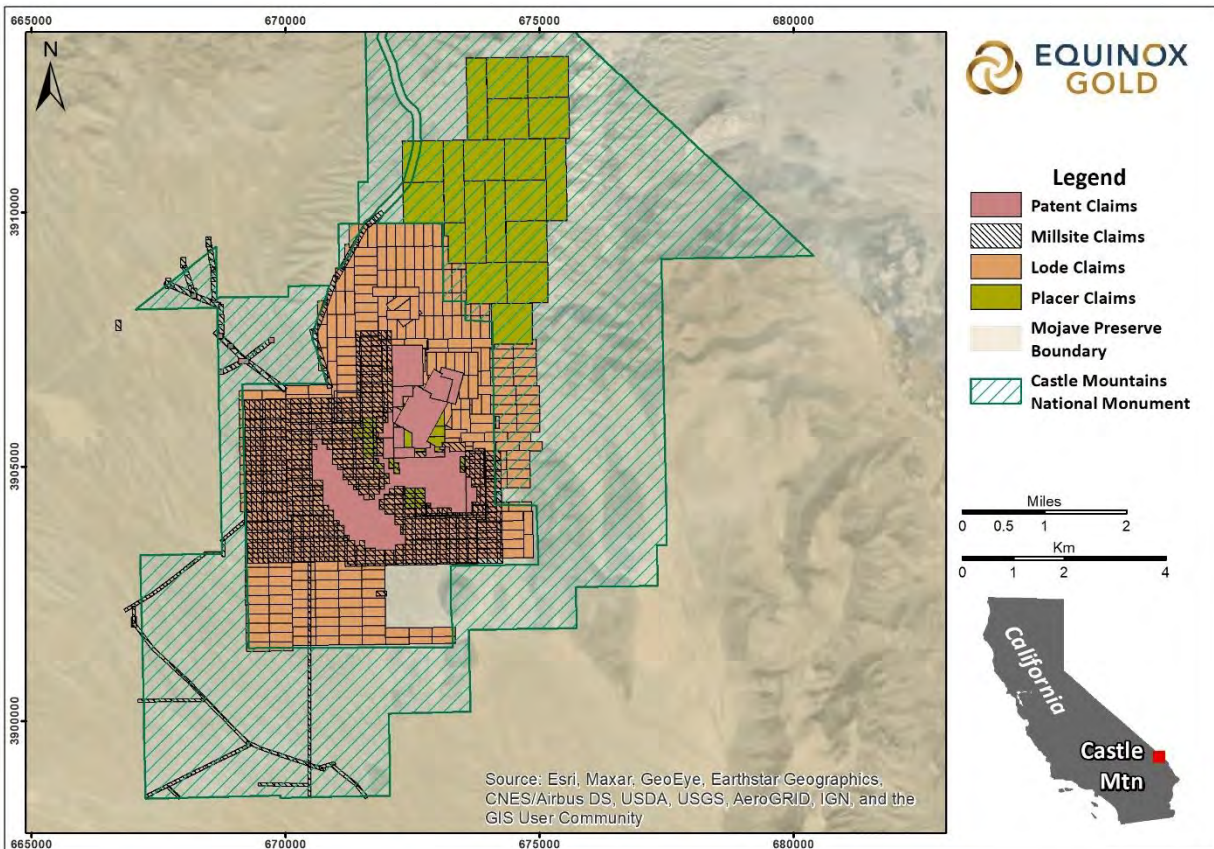 665000 670000 675000 680000
N
3910000
3905000
3900000
665000 670000 675000 680000
Source: Esri, Maxar, GeoEye, Earthstar Geographics,
CNES/Airbus DS, USDA, USGS, AeroGRID, IGN, and the
GIS User Community
EQUINOX
GOLD
Legend
Patent Claims
Millsite Claims
Lode Claims
Placer Claims
Mojave Preserve
Boundary
Castle Mountains
National Monument
Miles
0 0.5 1 2
Km
0 1 2 4
California
Castle
Mtn